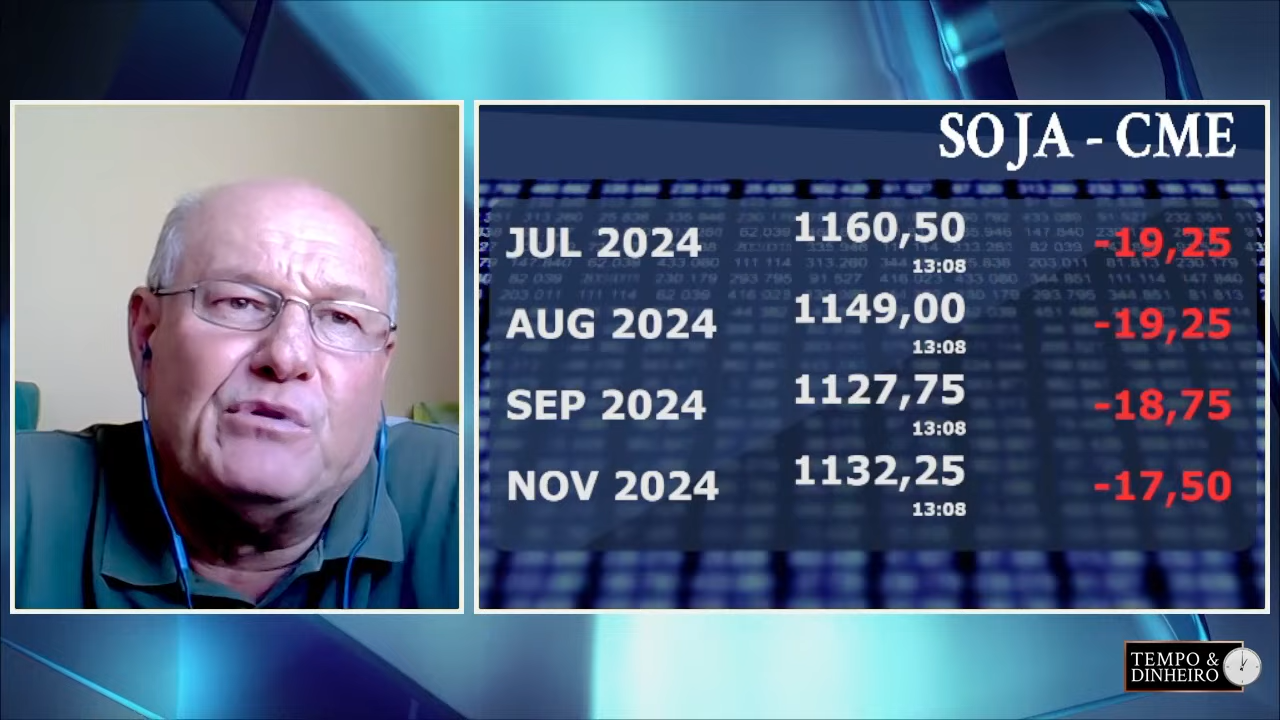 SOJA - CME
JUL 2024 1160,50 -19,25
13:08
AUG 2024 1149,00 -19,25
13:08
SEP 2024 1127,75 -18,75
13:08
NOV 2024 1132,25 -17,50
13:08
TEMPO &
DINHEIRO